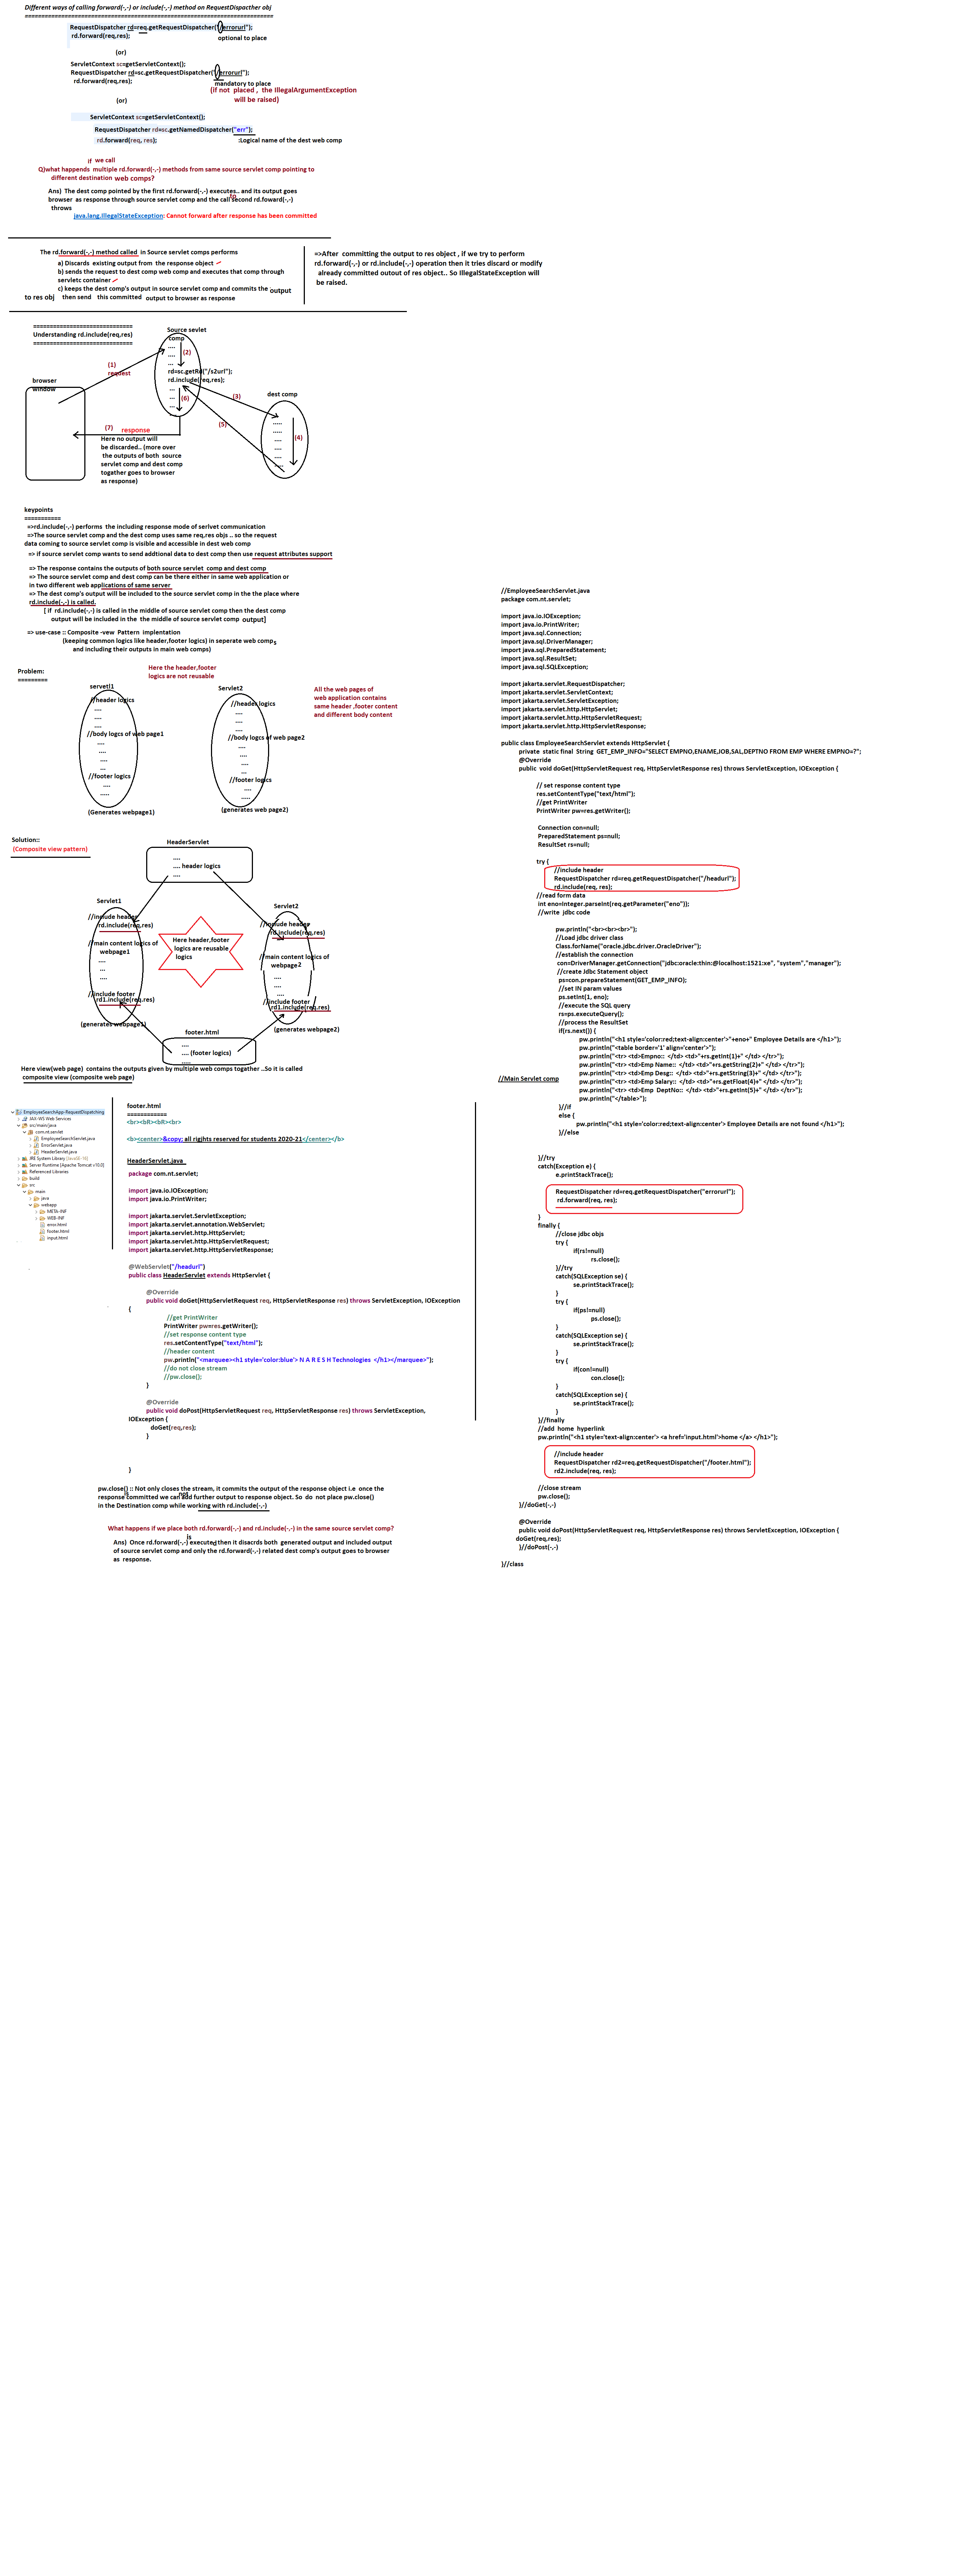 Different ways of calling forward(-,-) or include(-,-) method on RequestDispacther obj
===========================================================================
RequestDispatcher rd=req.getRequestDispatcher("/errorurl");
rd.forward(req,res);
optional to place
(or)
ServletContext sc=getServletContext();
RequestDispatcher rd=sc.getRequestDispatcher("/errorurl");
rd.forward(req,res);
mandatory to place
(if not placed , the IllegalArgumentException
will be raised)
(or)
ServletContext sc=getServletContext();
RequestDispatcher rd=sc.getNamedDispatcher("err");
rd.forward(req, res);
:Logical name of the dest web comp
if we call
Q)what happends multiple rd.forward(-,-) methods from same source servlet comp pointing to
different destination web comps?
Ans) The dest comp pointed by the first rd.forward(-,-) executes.. and its output goes
to
browser as response through source servlet comp and the call second rd.foward(-,-)
throws
java.lang.IllegalStateException: Cannot forward after response has been committed
The rd.forward(-,-) method called in Source servlet comps performs
a) Discards existing output from the response object
b) sends the request to dest comp web comp and executes that comp through
servletc container
c) keeps the dest comp's output in source servlet comp and commits the output
to res obj then send this committed output to browser as response
=>After committing the output to res object , if we try to perform
rd.forward(-,-) or rd.include(-,-) operation then it tries discard or modify
already committed outout of res object.. So IllegalStateException will
be raised.
==============================
Understanding rd.include(req,res)
==============================
browser
window
(1)
request
Source sevlet
comp
....
....
...
(2)
rd=sc.getRd("/s2url");
rd.include(req,res);
...
...
...
(6)
(3)
(5)
dest comp
.....
.....
....
....
....
.....
(4)
(7) response
Here no output will
be discarded.. (more over
the outputs of both source
servlet comp and dest comp
togather goes to browser
as response)
keypoints
===========
=>rd.include(-,-) performs the including response mode of serlvet communication
=>The source servlet comp and the dest comp uses same req,res objs .. so the request
data coming to source servlet comp is visible and accessible in dest web comp
=> if source servlet comp wants to send addtional data to dest comp then use request attributes support
=> The response contains the outputs of both source servlet comp and dest comp
=> The source servlet comp and dest comp can be there either in same web application or
in two different web applications of same server
=> The dest comp's output will be included to the source servlet comp in the the place where
rd.include(-,-) is called.
[ if rd.include(-,-) is called in the middle of source servlet comp then the dest comp
output will be included in the the middle of source servlet comp output]
=> use-case :: Composite -vew Pattern implentation
(keeping common logics like header,footer logics) in seperate web comps
and including their outputs in main web comps)
Problem:
=========
Here the header,footer
logics are not reusable
servetl1
//header logics
....
....
....
//body logcs of web page1
....
....
....
...
//footer logics
....
.....
(Generates webpage1)
Servlet2
//header logics
....
....
....
//body logcs of web page2
....
....
....
...
//footer logics
....
.....
(generates web page2)
All the web pages of
web application contains
same header ,footer content
and different body content
Solution::
(Composite view pattern)
HeaderServlet
....
.... header logics
....
Servlet1
//include header
rd.include(req,res)
//main content logics of
webpage1
....
...
....
//include footer
rd1.include(req.res)
(generates webpage1)
Here header,footer
logics are reusable
logics
Servlet2
//include header
rd.include(req,res)
//main content logics of
webpage2
....
....
....
//include footer
rd1.include(req.res)
(generates webpage2)
footer.html
....
.... (footer logics)
.....
Here view(web page) contains the outputs given by multiple web comps togather ..So it is called
composite view (composite web page)
EmployeeSearchApp-RequestDispatching
JAX-WS Web Services
src/main/java
com.nt.servlet
EmployeeSearchServlet.java
ErrorServlet.java
HeaderServlet.java
JRE System Library [JavaSE-16]
Server Runtime [Apache Tomcat v10.0]
Referenced Libraries
build
src
main
java
webapp
META-INF
WEB-INF
error.html
footer.html
input.html
footer.html
============
<br><bR><bR><br>
<b><center>&copy; all rigjhts reserved for students 2020-21</center></b>
HeaderServlet.java
package com.nt.servlet;
import java.io.IOException;
import java.io.PrintWriter;
import jakarta.servlet.ServletException;
import jakarta.servlet.annotation.WebServlet;
import jakarta.servlet.http.HttpServlet;
import jakarta.servlet.http.HttpServletRequest;
import jakarta.servlet.http.HttpServletResponse;
@WebServlet("/headurl")
public class HeaderServlet extends HttpServlet {
@Override
public void doGet(HttpServletRequest req, HttpServletResponse res) throws ServletException, IOException
{
//get PrintWriter
PrintWriter pw=res.getWriter();
//set response content type
res.setContentType("text/html");
//header content
pw.println("<marquee><h1 style='color:blue'> N A R E S H Technologies </h1></marquee>");
//do not close stream
//pw.close();
}
@Override
public void doPost(HttpServletRequest req, HttpServletResponse res) throws ServletException,
IOException {
doGet(req,res);
}
}
pw.close() :: Not only closes the stream, it commits the output of the response object i.e once the
is not
response committed we can add further output to response object. So do not place pw.close()
in the Destination comp while working with rd.include(-,-)
What happens if we place both rd.forward(-,-) and rd.include(-,-) in the same source servlet comp?
is
Ans) Once rd.forward(-,-) executed then it disacrds both generated output and included output
of source servlet comp and only the rd.forward(-,-) related dest comp's output goes to browser
as response.
//Main Servlet comp
//EmployeeSearchServlet.java
package com.nt.servlet;
import java.io.IOException;
import java.io.PrintWriter;
import java.sql.Connection;
import java.sql.DriverManager;
import java.sql.PreparedStatement;
import java.sql.ResultSet;
import java.sql.SQLException;
import jakarta.servlet.RequestDispatcher;
import jakarta.servlet.ServletContext;
import jakarta.servlet.ServletException;
import jakarta.servlet.http.HttpServlet;
import jakarta.servlet.http.HttpServletRequest;
import jakarta.servlet.http.HttpServletResponse;
public class EmployeeSearchServlet extends HttpServlet {
private static final String GET_EMP_INFO="SELECT EMPNO,ENAME,JOB,SAL,DEPTNO FROM EMP WHERE EMPNO=?";
@Override
public void doGet(HttpServletRequest req, HttpServletResponse res) throws ServletException, IOException {
// set response content type
res.setContentType("text/html");
//get PrintWriter
PrintWriter pw=res.getWriter();
Connection con=null;
PreparedStatement ps=null;
ResultSet rs=null;
try {
//include header
RequestDispatcher rd=req.getRequestDispatcher("/headurl");
rd.include(req, res);
//read form data
int eno=Integer.parseInt(req.getParameter("eno"));
//write jdbc code
pw.println("<br><br><br>");
//Load jdbc driver class
Class.forName("oracle.jdbc.driver.OracleDriver");
//establish the connection
con=DriverManager.getConnection("jdbc:oracle:thin:@localhost:1521:xe", "system","manager");
//create Jdbc Statement object
ps=con.prepareStatement(GET_EMP_INFO);
//set IN param values
ps.setInt(1, eno);
//execute the SQL query
rs=ps.executeQuery();
//process the ResultSet
if(rs.next()) {
pw.println("<h1 style='color:red;text-align:center'>"+eno+" Employee Details are </h1>");
pw.println("<table border='1' align='center'>");
pw.println("<tr> <td>Empno:: </td> <td>"+rs.getInt(1)+" </td> </tr>");
pw.println("<tr> <td>Emp Name:: </td> <td>"+rs.getString(2)+" </td> </tr>");
pw.println("<tr> <td>Emp Desg:: </td> <td>"+rs.getString(3)+" </td> </tr>");
pw.println("<tr> <td>Emp Salary:: </td> <td>"+rs.getFloat(4)+" </td> </tr>");
pw.println("<tr> <td>Emp DeptNo:: </td> <td>"+rs.getInt(5)+" </td> </tr>");
pw.println("</table>");
}//if
else {
pw.println("<h1 style='color:red;text-align:center'> Employee Details are not found </h1>");
}//else
}//try
catch(Exception e) {
e.printStackTrace();
RequestDispatcher rd=req.getRequestDispatcher("errorurl");
rd.forward(req, res);
}
finally {
//close jdbc objs
try {
if(rs!=null)
rs.close();
}//try
catch(SQLException se) {
se.printStackTrace();
}
try {
if(ps!=null)
ps.close();
}
catch(SQLException se) {
se.printStackTrace();
}
try {
if(con!=null)
con.close();
}
catch(SQLException se) {
se.printStackTrace();
}
}//finally
//add home hyperlink
pw.println("<h1 style='text-align:center'> <a href='input.html'>home </a> </h1>");
//include header
RequestDispatcher rd2=req.getRequestDispatcher("/footer.html");
rd2.include(req, res);
//close stream
pw.close();
}//doGet(-,-)
@Override
public void doPost(HttpServletRequest req, HttpServletResponse res) throws ServletException, IOException {
doGet(req,res);
}//doPost(-,-)
}//class